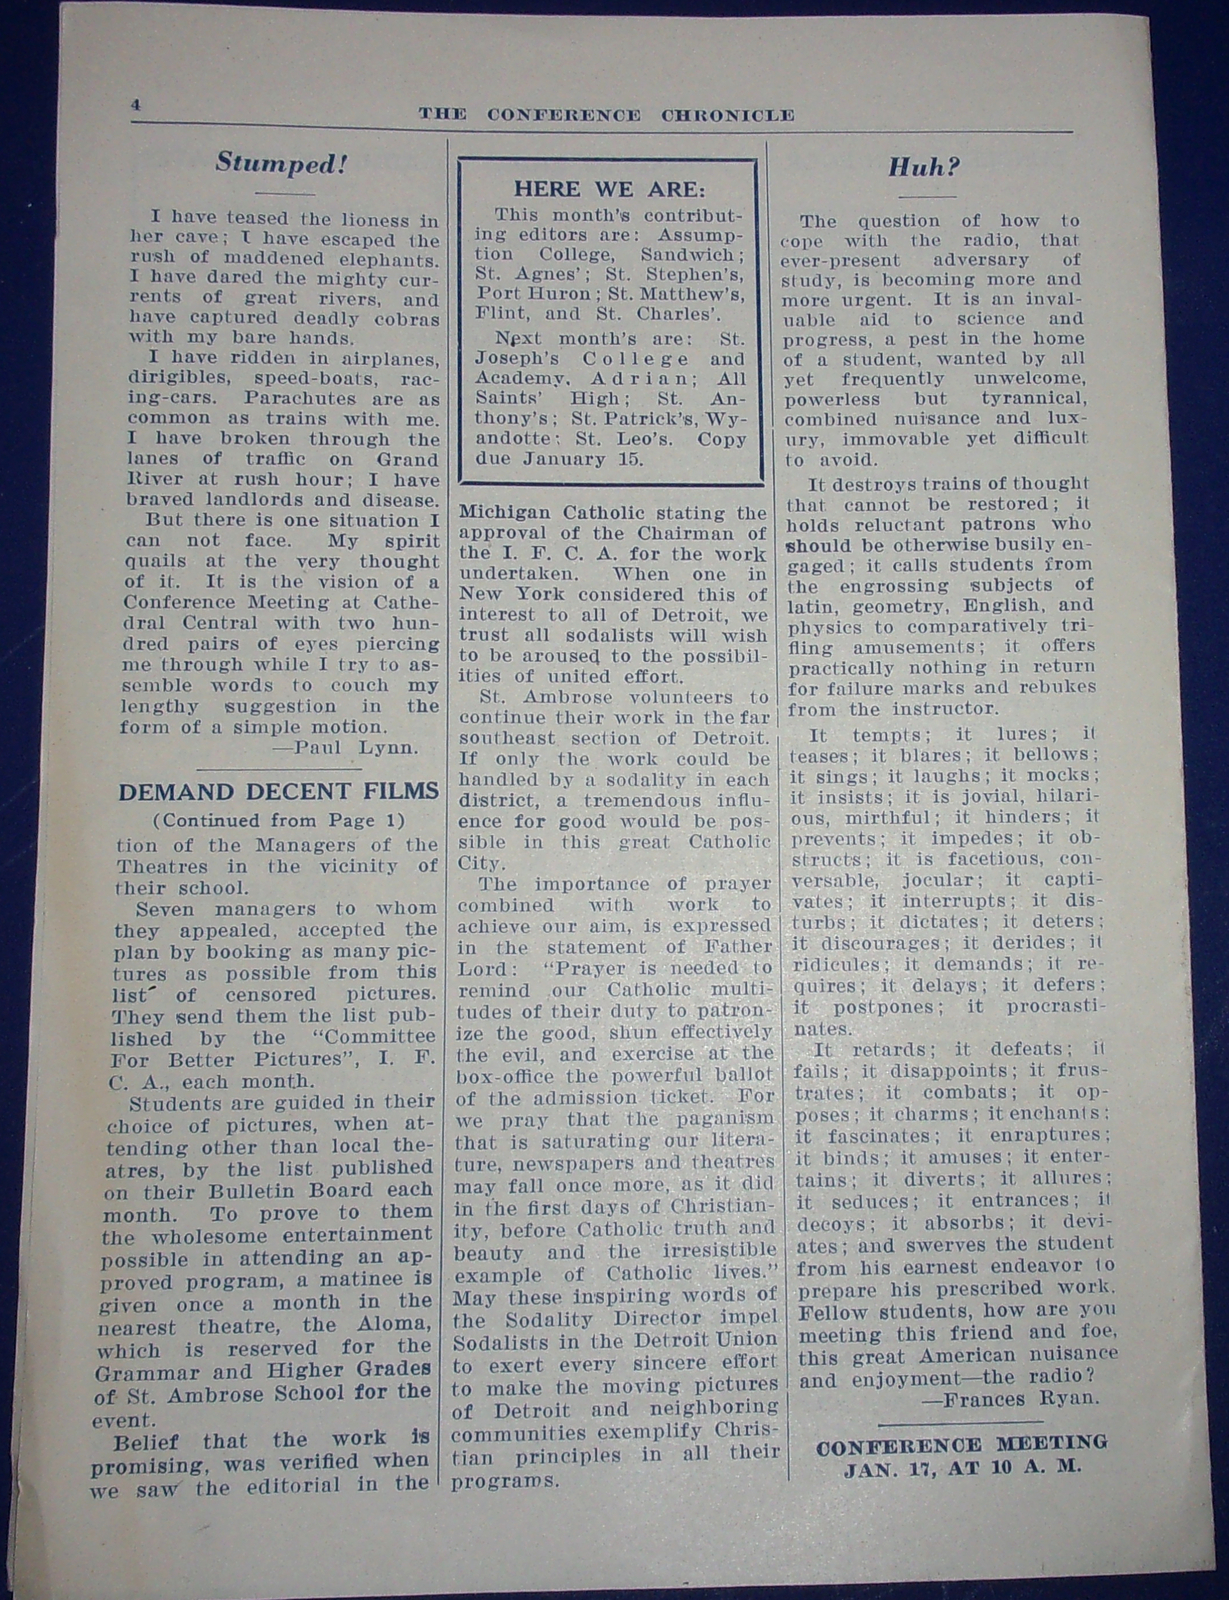 4
THE CONFERENCE CHRONICLE
Stumped!
I have teased the lioness in
her cave; I have escaped the
rush of maddened elephants.
I have dared the mighty cur-
rents of great rivers, and
have captured deadly cobras
with my bare hands.
I have ridden in airplanes,
dirigibles, speed-boats, rac-
ing-cars. Parachutes are as
common as trains with me.
I have broken through the
lanes of traffic on Grand
River at rush hour; I have
braved landlords and disease.
But there is one situation I
can not face. My spirit
quails at the very thought
of it. It is the vision of a
Conference Meeting at Cathe-
dral Central with two hun-
dred pairs of eyes piercing
me through while I try to as-
semble words to couch my
lengthy suggestion in the
form of a simple motion.
—Paul Lynn.
DEMAND DECENT FILMS
(Continued from Page 1)
tion of the Managers of the
Theatres in the vicinity of
their school.
Seven managers to whom
they appealed, accepted the
plan by booking as many pic-
tures as possible from this
list of censored pictures.
They send them the list pub-
lished by the "Committee
For Better Pictures", I. F.
C. A., each month.
Students are guided in their
choice of pictures, when at-
tending other than local the-
atres, by the list published
on their Bulletin Board each
month. To prove to them
the wholesome entertainment
possible in attending an ap-
proved program, a matinee is
given once a month in the
nearest theatre, the Aloma,
which is reserved for the
Grammar and Higher Grades
of St. Ambrose School for the
event.
Belief that the work is
promising, was verified when
we saw the editorial in the
HERE WE ARE:
This month's contribut-
ing editors are: Assump-
tion College, Sandwich;
St. Agnes'; St. Stephen's,
Port Huron; St. Matthew's,
Flint, and St. Charles'.
Next month's are: St.
Joseph's College and
Academy, Adrian; All
Saints' High; St. An-
thony's; St. Patrick's, Wy-
andotte; St. Leo's. Copy
due January 15.
Michigan Catholic stating the
approval of the Chairman of
the I. F. C. A. for the work
undertaken. When one in
New York considered this of
interest to all of Detroit, we
trust all sodalists will wish
to be aroused to the possibil-
ities of united effort.
St. Ambrose volunteers to
continue their work in the far
southeast section of Detroit.
If only the work could be
handled by a sodality in each
district, a tremendous influ-
ence for good would be pos-
sible in this great Catholic
City.
The importance of prayer
combined with work to
achieve our aim, is expressed
in the statement of Father
Lord: "Prayer is needed to
remind our Catholic multi-
tudes of their duty to patron-
ize the good, shun effectively
the evil, and exercise at the
box-office the powerful ballot
of the admission ticket. For
we pray that the paganism
that is saturating our litera-
ture, newspapers and theatres
may fall once more, as it did
in the first days of Christian-
ity, before Catholic truth and
beauty and the irresistible
example of Catholic lives."
May these inspiring words of
the Sodality Director impel
Sodalists in the Detroit Union
to exert every sincere effort
to make the moving pictures
of Detroit and neighboring
communities exemplify Chris-
tian principles in all their
programs.
Huh?
The question of how to
cope with the radio, that
ever-present adversary of
study, is becoming more and
more urgent. It is an inval-
uable aid to science and
progress, a pest in the home
of a student, wanted by all
yet frequently unwelcome,
powerless but tyrannical,
combined nuisance and lux-
ury, immovable yet difficult
to avoid.
It destroys trains of thought
that cannot be restored; it
holds reluctant patrons who
should be otherwise busily en-
gaged; it calls students from
the engrossing subjects of
latin, geometry, English, and
physics to comparatively tri-
fling amusements; it offers
practically nothing in return
for failure marks and rebukes
from the instructor.
It tempts; it lures; it
teases; it blares; it bellows;
it sings; it laughs; it mocks;
it insists; it is jovial, hilari-
ous, mirthful; it hinders; it
prevents; it impedes; it ob-
structs; it is facetious, con-
versable, jocular; it capti-
vates; it interrupts; it dis-
turbs; it dictates; it deters;
it discourages; it derides; it
ridicules; it demands; it re-
quires; it delays; it defers;
it postpones; it procrasti-
nates.
It retards; it defeats; it
fails; it disappoints; it frus-
trates; it combats; it op-
poses; it charms; it enchants;
it fascinates; it enraptures;
it binds; it amuses; it enter-
tains; it diverts; it allures;
it seduces; it entrances; it
decoys; it absorbs; it devi-
ates; and swerves the student
from his earnest endeavor to
prepare his prescribed work.
Fellow students, how are you
meeting this friend and foe,
this great American nuisance
and enjoyment—the radio?
—Frances Ryan.
CONFERENCE MEETING
JAN. 17, AT 10 A. M.